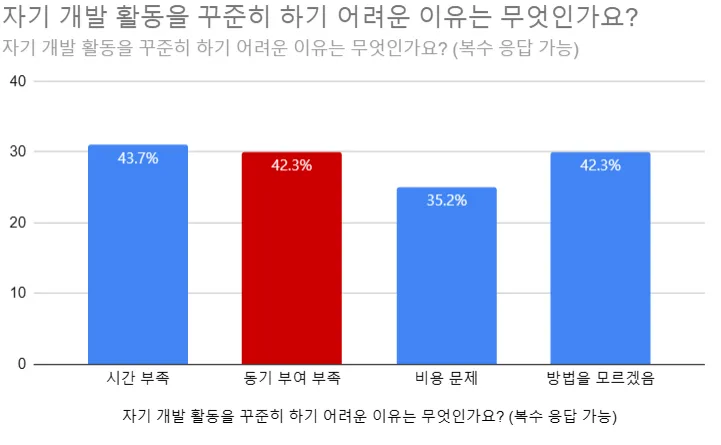 자기 개발 활동을 꾸준히 하기 어려운 이유는 무엇인가요?
자기 개발 활동을 꾸준히 하기 어려운 이유는 무엇인가요? (복수 응답 가능)
40
30
20
10
0
43.7%
42.3%
35.2%
42.3%
시간 부족
동기 부여 부족
비용 문제
방법을 모르겠음
자기 개발 활동을 꾸준히 하기 어려운 이유는 무엇인가요? (복수 응답 가능)